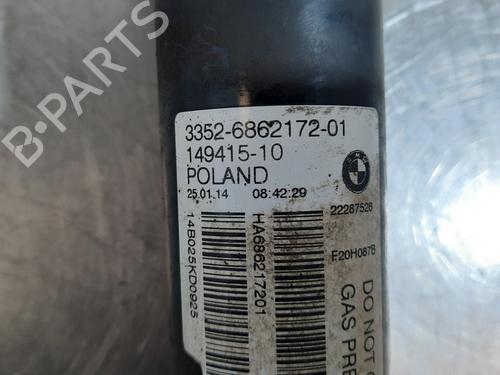 3352-6862172-01
149415-10
POLAND
25.01.14 08:42:29
22287526
F20H087B
14B025KD0925
HA686217201
DO NOT
GAS PRE
B-PARTS